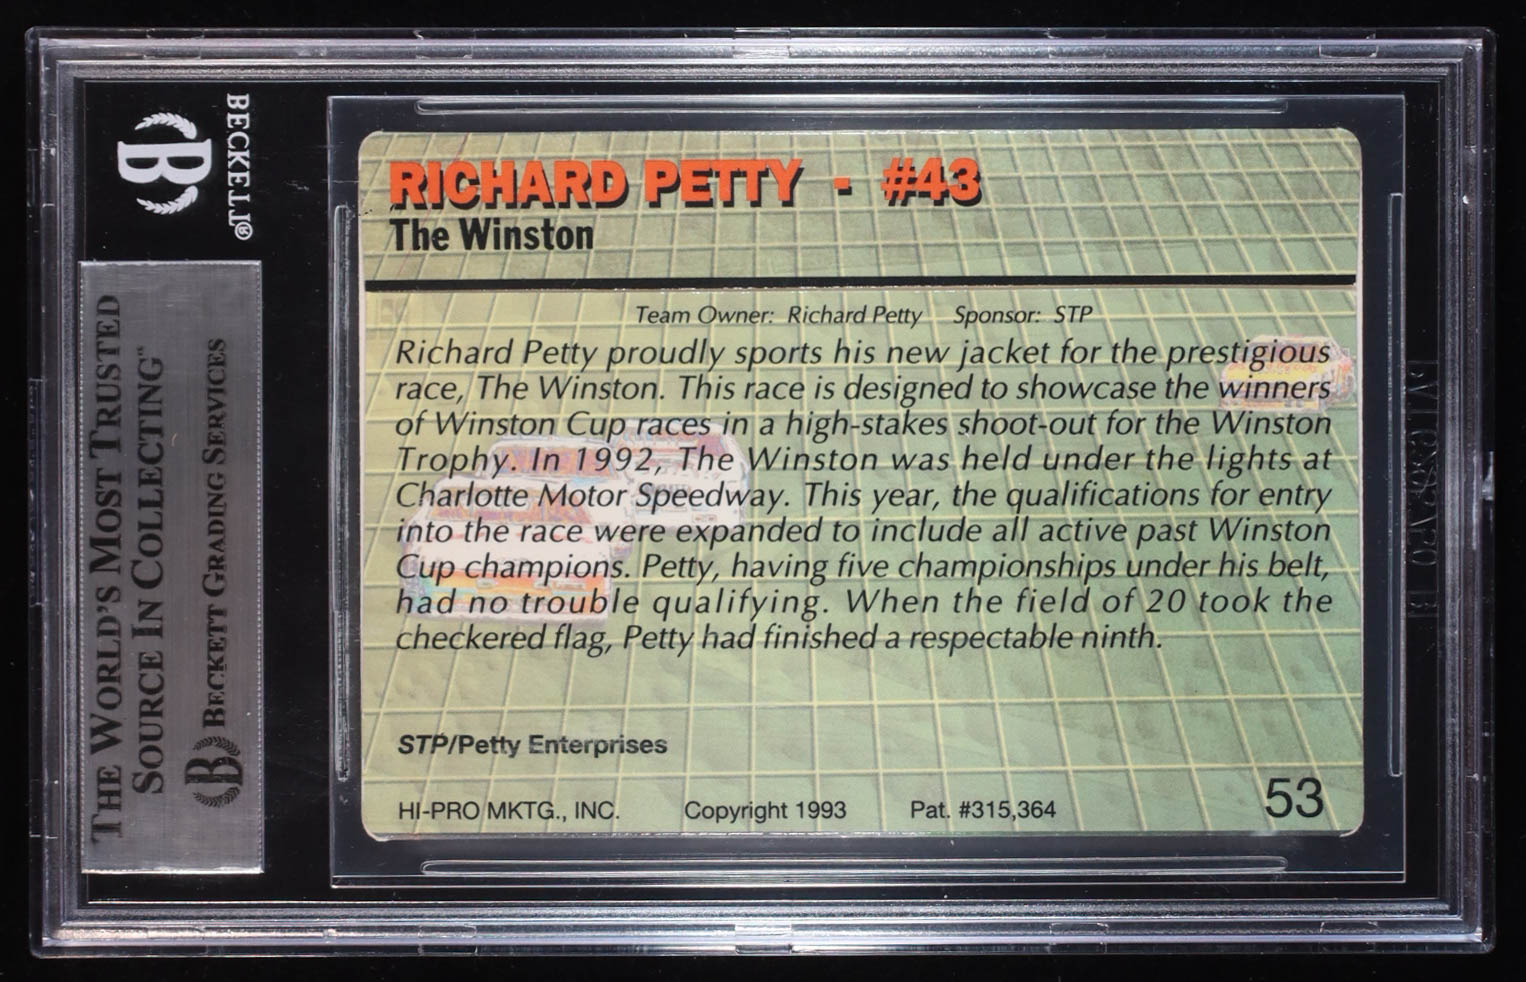 BECKETT®
B
THE WORLD'S MOST TRUSTED
SOURCE IN COLLECTING™
B BECKETT GRADING SERVICES
RICHARD PETTY - #43
The Winston
Team Owner: Richard Petty Sponsor: STP
Richard Petty proudly sports his new jacket for the prestigious
race, The Winston. This race is designed to showcase the winners
of Winston Cup races in a high-stakes shoot-out for the Winston
Trophy. In 1992, The Winston was held under the lights at
Charlotte Motor Speedway. This year, the qualifications for entry
into the race were expanded to include all active past Winston
Cup champions. Petty, having five championships under his belt,
had no trouble qualifying. When the field of 20 took the
checkered flag, Petty had finished a respectable ninth.
STP/Petty Enterprises
HI-PRO MKTG., INC. Copyright 1993 Pat. #315,364
53